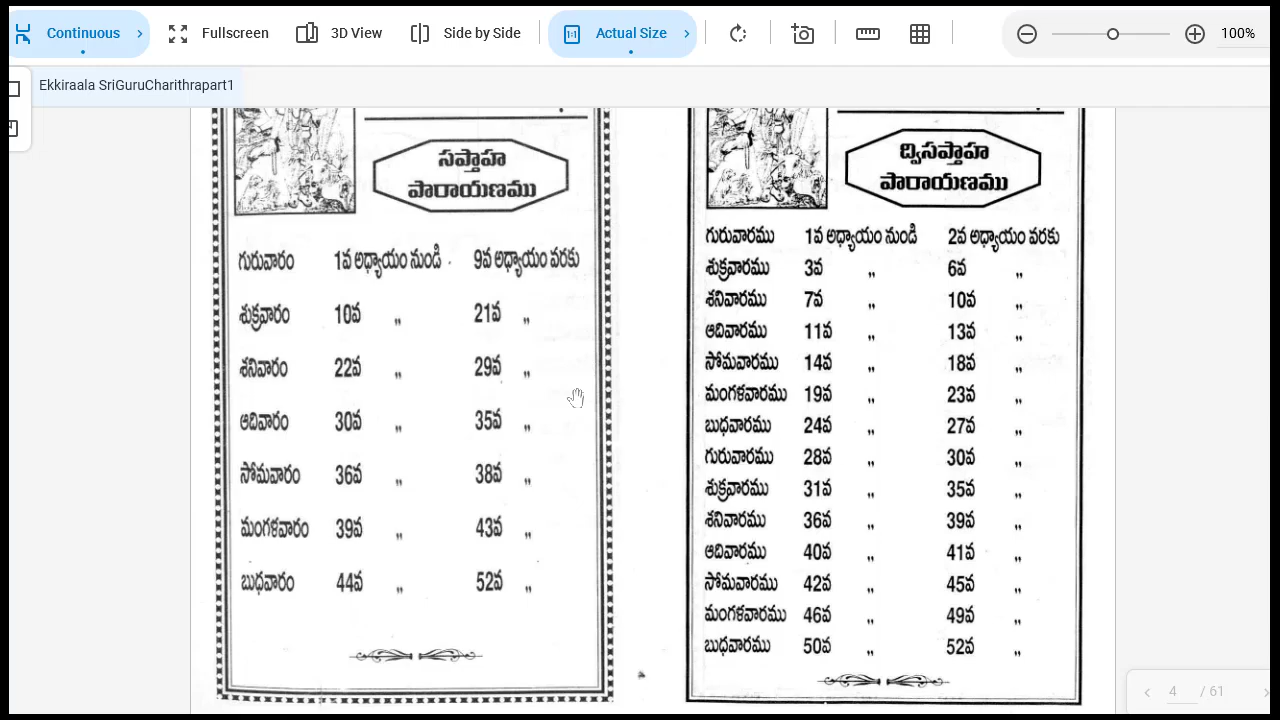 Continuous
Fullscreen
3D View
Side by Side
Actual Size
100%
Ekkiraala SriGuruCharithrapart1
సప్తాహ
పారాయణము
గురువారం 1వ అధ్యాయం నుండి 9వ అధ్యాయం వరకు
శుక్రవారం 10వ ,, 21వ ,,
శనివారం 22వ ,, 29వ ,,
ఆదివారం 30వ ,, 35వ ,,
సోమవారం 36వ ,, 38వ ,,
మంగళవారం 39వ ,, 43వ ,,
బుధవారం 44వ ,, 52వ ,,
ద్విసప్తాహ
పారాయణము
గురువారము 1వ అధ్యాయం నుండి 2వ అధ్యాయం వరకు
శుక్రవారము 3వ ,, 6వ ,,
శనివారము 7వ ,, 10వ ,,
ఆదివారము 11వ ,, 13వ ,,
సోమవారము 14వ ,, 18వ ,,
మంగళవారము 19వ ,, 23వ ,,
బుధవారము 24వ ,, 27వ ,,
గురువారము 28వ ,, 30వ ,,
శుక్రవారము 31వ ,, 35వ ,,
శనివారము 36వ ,, 39వ ,,
ఆదివారము 40వ ,, 41వ ,,
సోమవారము 42వ ,, 45వ ,,
మంగళవారము 46వ ,, 49వ ,,
బుధవారము 50వ ,, 52వ ,,
4 / 61